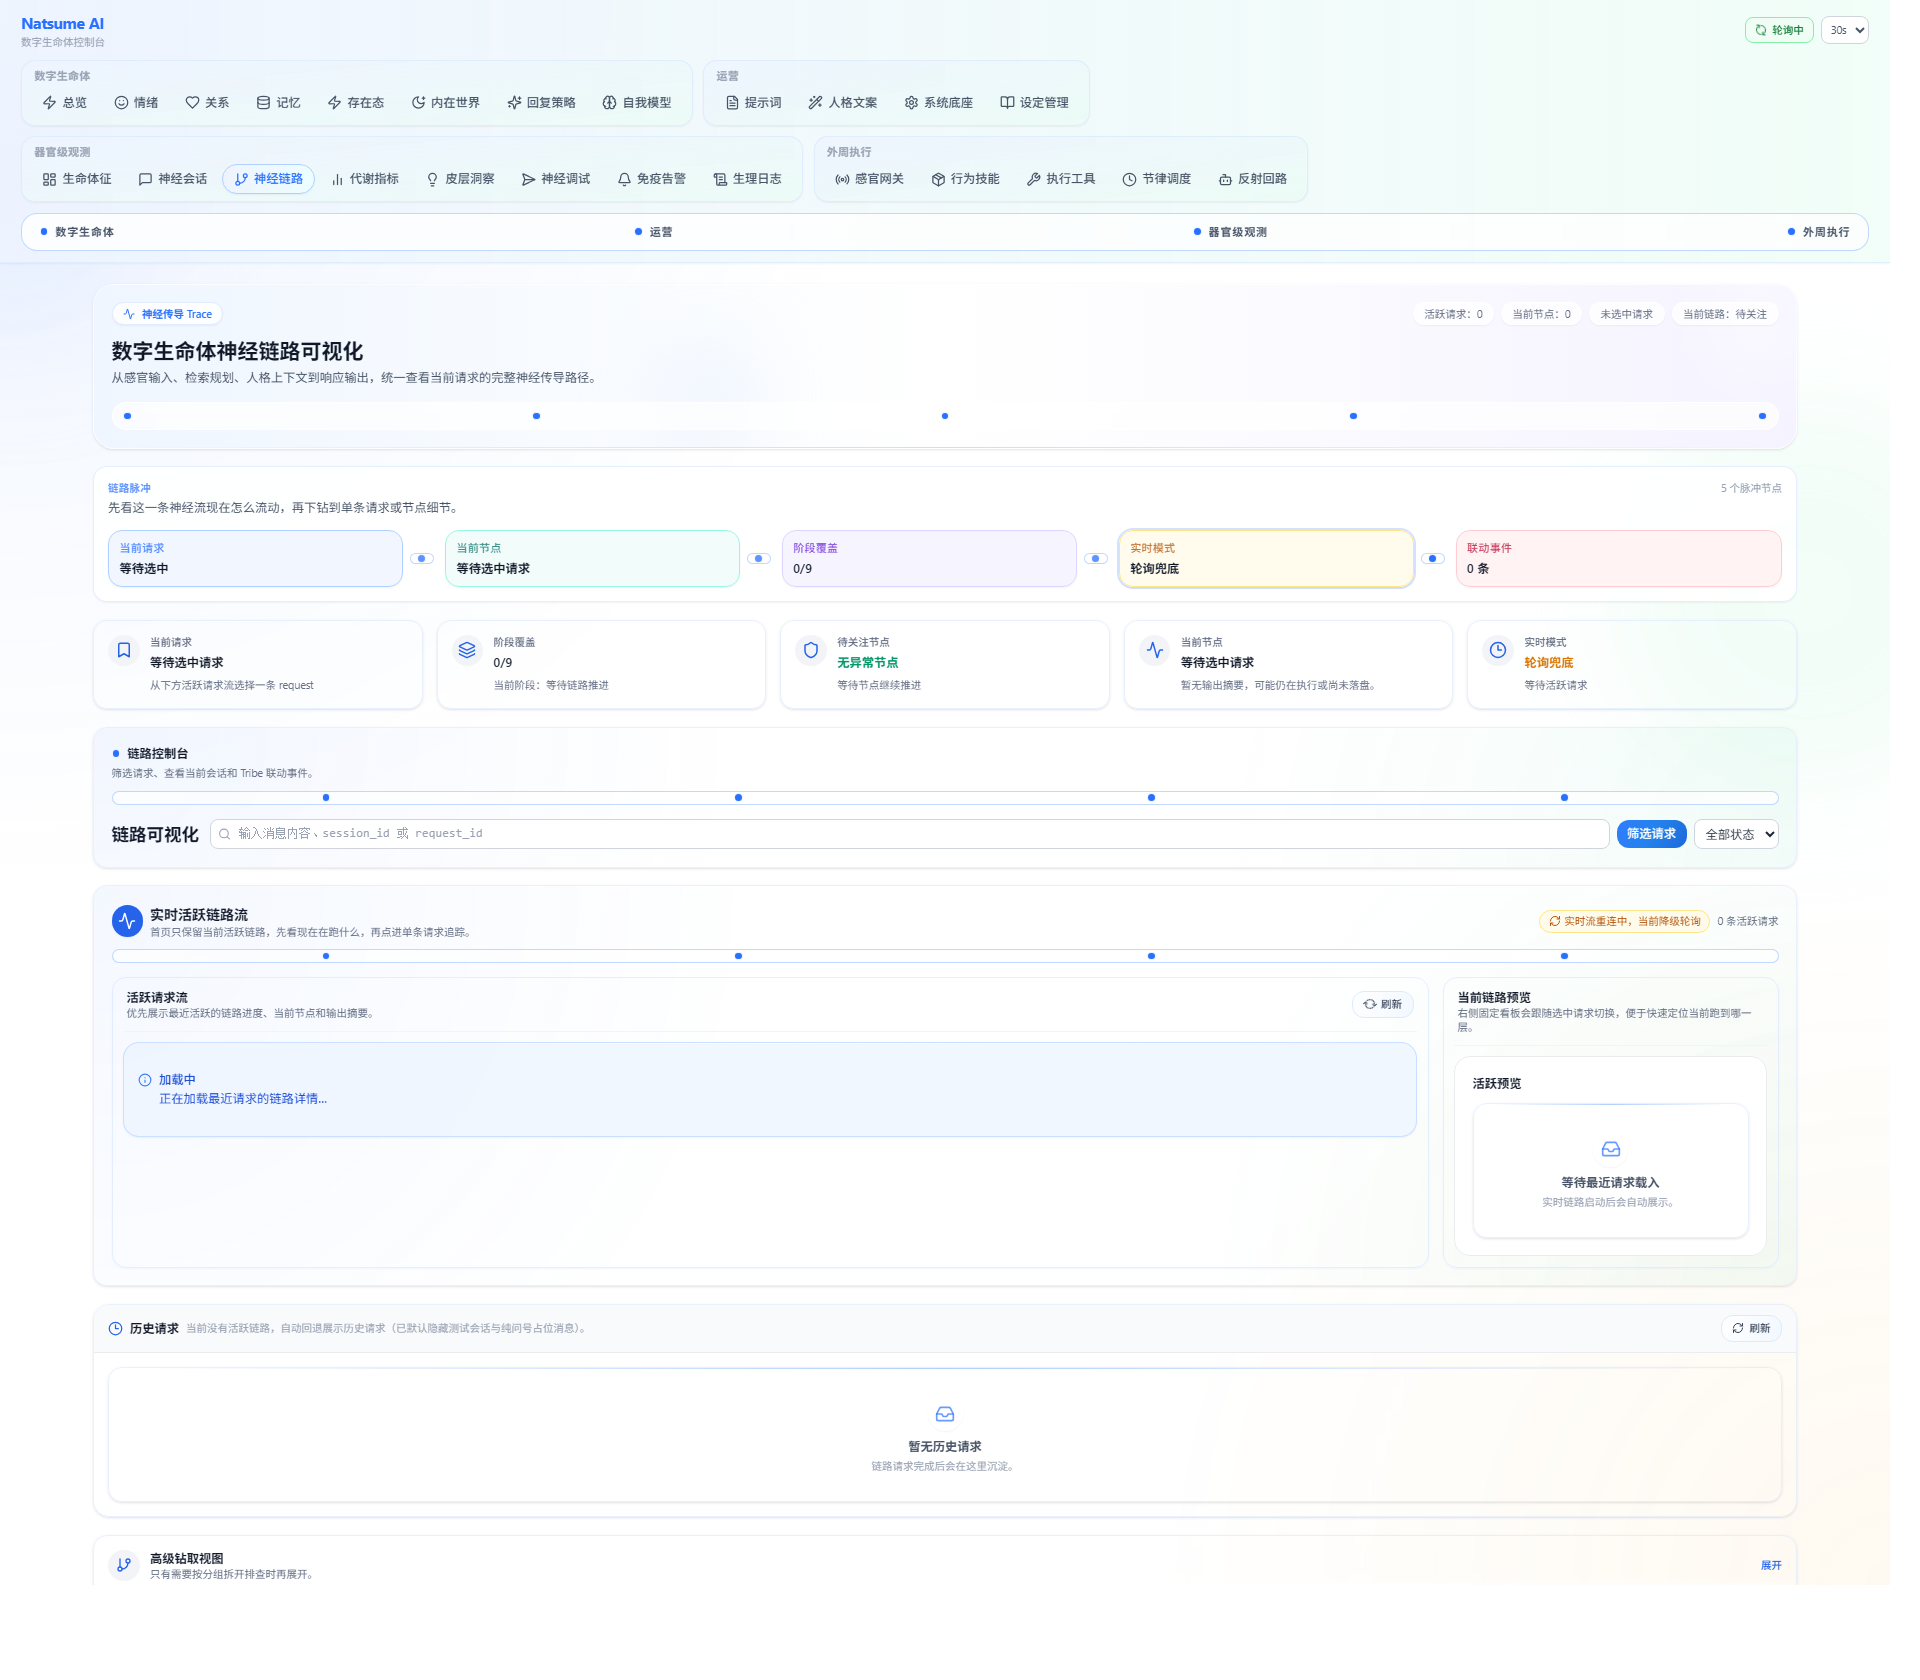 Natsume AI
数字生命体控制台
轮询中
30s
数字生命体
总览
情绪
关系
记忆
存在态
内在世界
回复策略
自我模型
运营
提示词
人格文案
系统底座
设定管理
器官级观测
生命体征
神经会话
神经链路
代谢指标
皮层洞察
神经调试
免疫告警
生理日志
外周执行
感官网关
行为技能
执行工具
节律调度
反射回路
数字生命体
运营
器官级观测
外周执行
神经传导 Trace
活跃请求：0
当前节点：0
未选中请求
当前链路：待关注
数字生命体神经链路可视化
从感官输入、检索规划、人格上下文到响应输出，统一查看当前请求的完整神经传导路径。
链路脉冲
5 个脉冲节点
先看这一条神经流现在怎么流动，再下钻到单条请求或节点细节。
当前请求
等待选中
当前节点
等待选中请求
阶段覆盖
0/9
实时模式
轮询兜底
联动事件
0 条
当前请求
等待选中请求
从下方活跃请求流选择一条 request
阶段覆盖
0/9
当前阶段：等待链路推进
待关注节点
无异常节点
等待节点继续推进
当前节点
等待选中请求
暂无输出摘要，可能仍在执行或尚未落盘。
实时模式
轮询兜底
等待活跃请求
链路控制台
筛选请求、查看当前会话和 Tribe 联动事件。
链路可视化
输入消息内容、session_id 或 request_id
筛选请求
全部状态
实时活跃链路流
首页只保留当前活跃链路，先看现在在跑什么，再点进单条请求追踪。
实时流重连中，当前降级轮询
0 条活跃请求
活跃请求流
优先展示最近活跃的链路进度、当前节点和输出摘要。
刷新
加载中
正在加载最近请求的链路详情...
当前链路预览
右侧固定看板会跟随选中请求切换，便于快速定位当前跑到哪一
层。
活跃预览
等待最近请求载入
实时链路启动后会自动展示。
历史请求
当前没有活跃链路，自动回退展示历史请求（已默认隐藏测试会话与纯问号占位消息）。
刷新
暂无历史请求
链路请求完成后会在这里沉淀。
高级钻取视图
只有需要按分组拆开排查时再展开。
展开